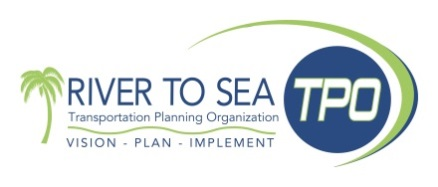 RIVER TO SEA
Transportation Planning Organization
VISION - PLAN - IMPLEMENT
TPO